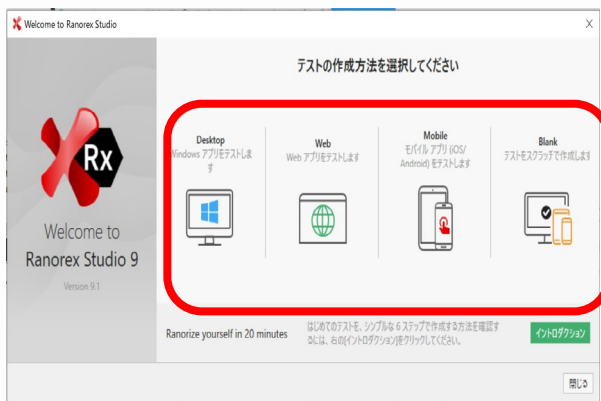 Welcome to Ranorex Studio
テストの作成方法を選択してください
Rx
Welcome to
Ranorex Studio 9
Version 9.1
Desktop
Windows アプリをテストしま
す
Web
Web アプリをテストします
Mobile
モバイル アプリ (iOS/
Android) をテストします
Blank
テストをスクラッチで作成します
Ranorize yourself in 20 minutes
はじめてのテストを、シンプルな 6 ステップで作成する方法を確認す
るには、右の[イントロダクション]をクリックしてください。
イントロダクション
閉じる